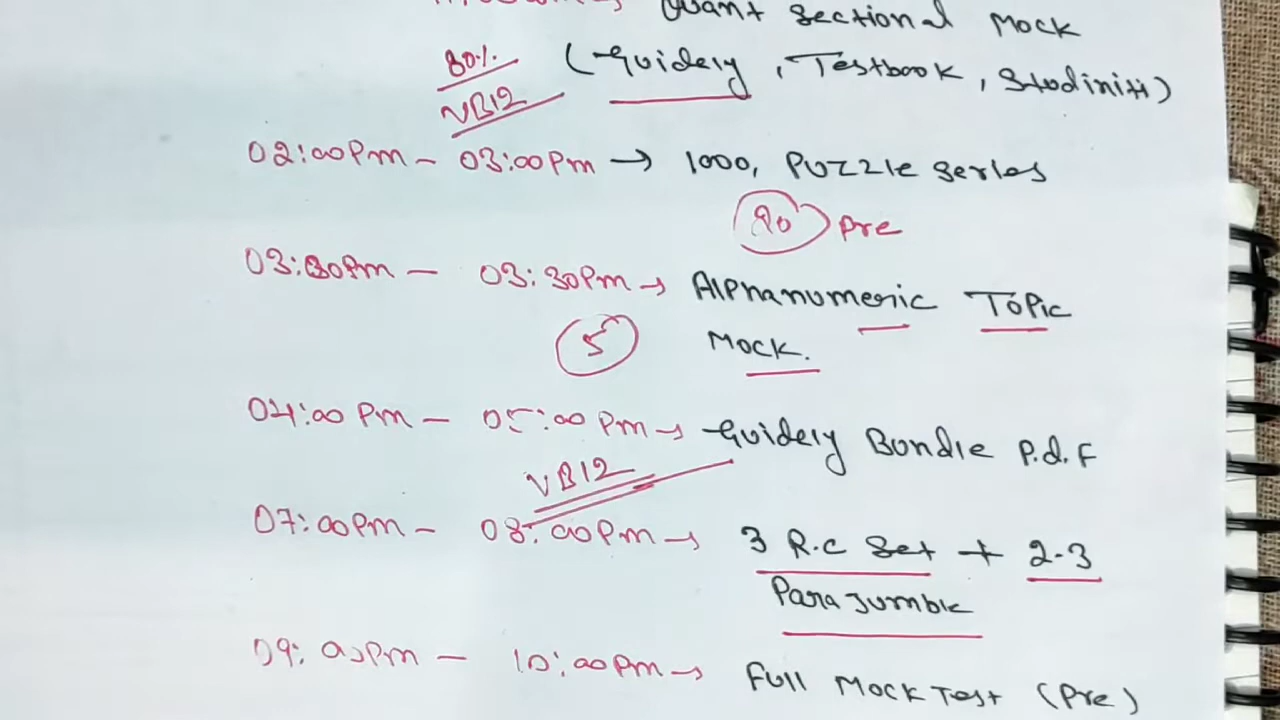 Quant Sectional Mock
80% (Guidely, Testbook, Studiniti)
VB12
02:00Pm - 03:00Pm → 1000, Puzzle Series
20 Pre
03:30Pm - 03:30Pm → Alphanumeric Topic
5 Mock.
04:00 Pm - 05:00 Pm → Guidely Bundle P.d.F
VB12
07:00Pm - 08:00Pm → 3 R.C Set + 2-3
Para Jumble
09:00Pm - 10:00Pm → Full Mock Test (Pre)